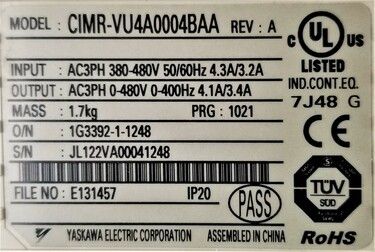 MODEL : CIMR-VU4A0004BAA REV : A
C UL US
LISTED
IND.CONT.EQ.
7J48 G
INPUT : AC3PH 380-480V 50/60Hz 4.3A/3.2A
OUTPUT : AC3PH 0-480V 0-400Hz 4.1A/3.4A
MASS : 1.7kg PRG : 1021
O/N : 1G3392-1-1248
S/N : JL122VA00041248
CE
FILE NO : E131457 IP20
PASS
TÜV
SÜD
YASKAWA ELECTRIC CORPORATION ASSEMBLED IN CHINA
RoHS